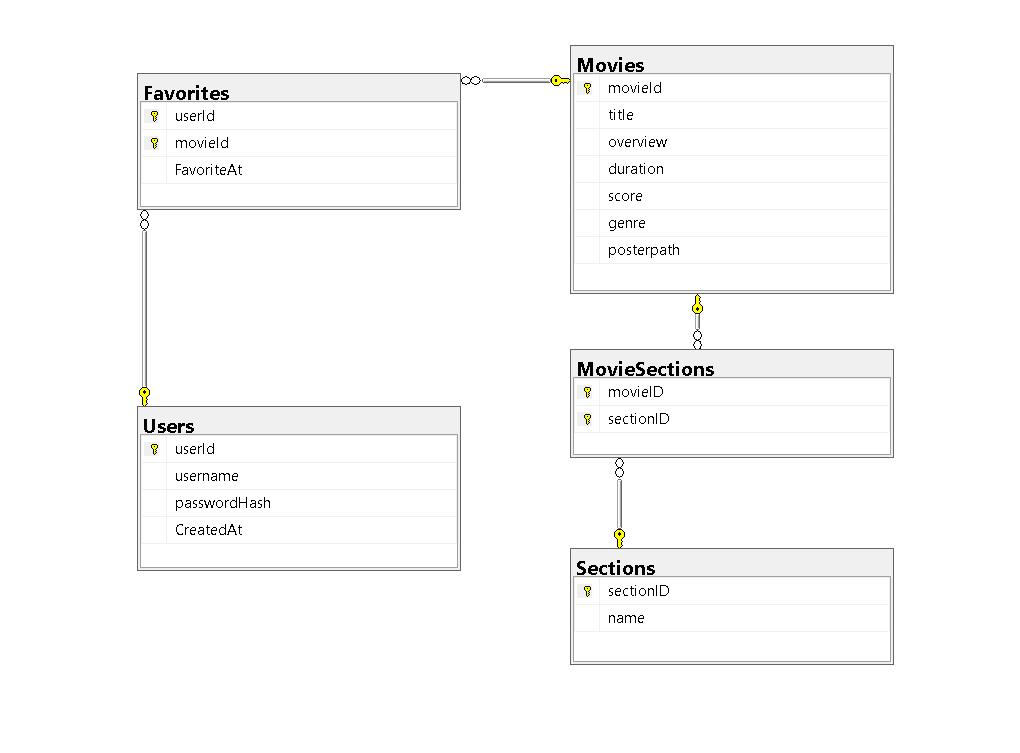 Favorites
userId
movieId
FavoriteAt
Movies
movieId
title
overview
duration
score
genre
posterpath
MovieSections
movieID
sectionID
Users
userId
username
passwordHash
CreatedAt
Sections
sectionID
name